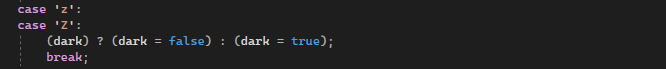 case 'z':
case 'Z':
(dark) ? (dark = false) : (dark = true);
break;